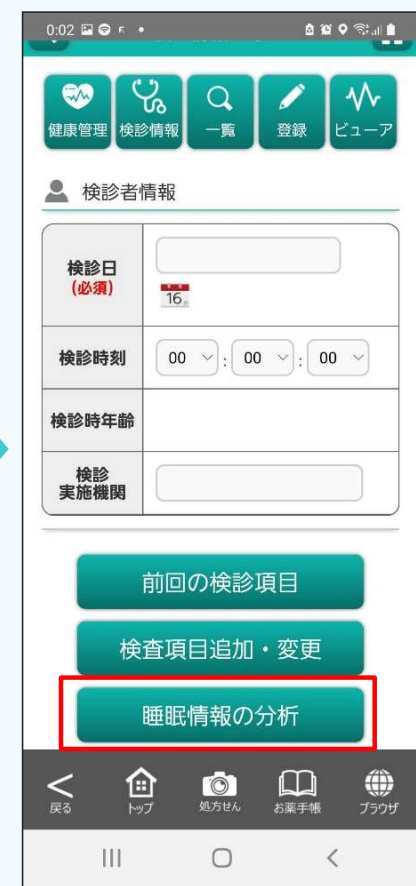 0:02
健康管理 検診情報 一覧 登録 ビューア
検診者情報
検診日
(必須)
16
検診時刻 00 : 00 : 00
検診時年齢
検診
実施機関
前回の検診項目
検査項目追加・変更
睡眠情報の分析
戻る トップ 処方せん お薬手帳 ブラウザ